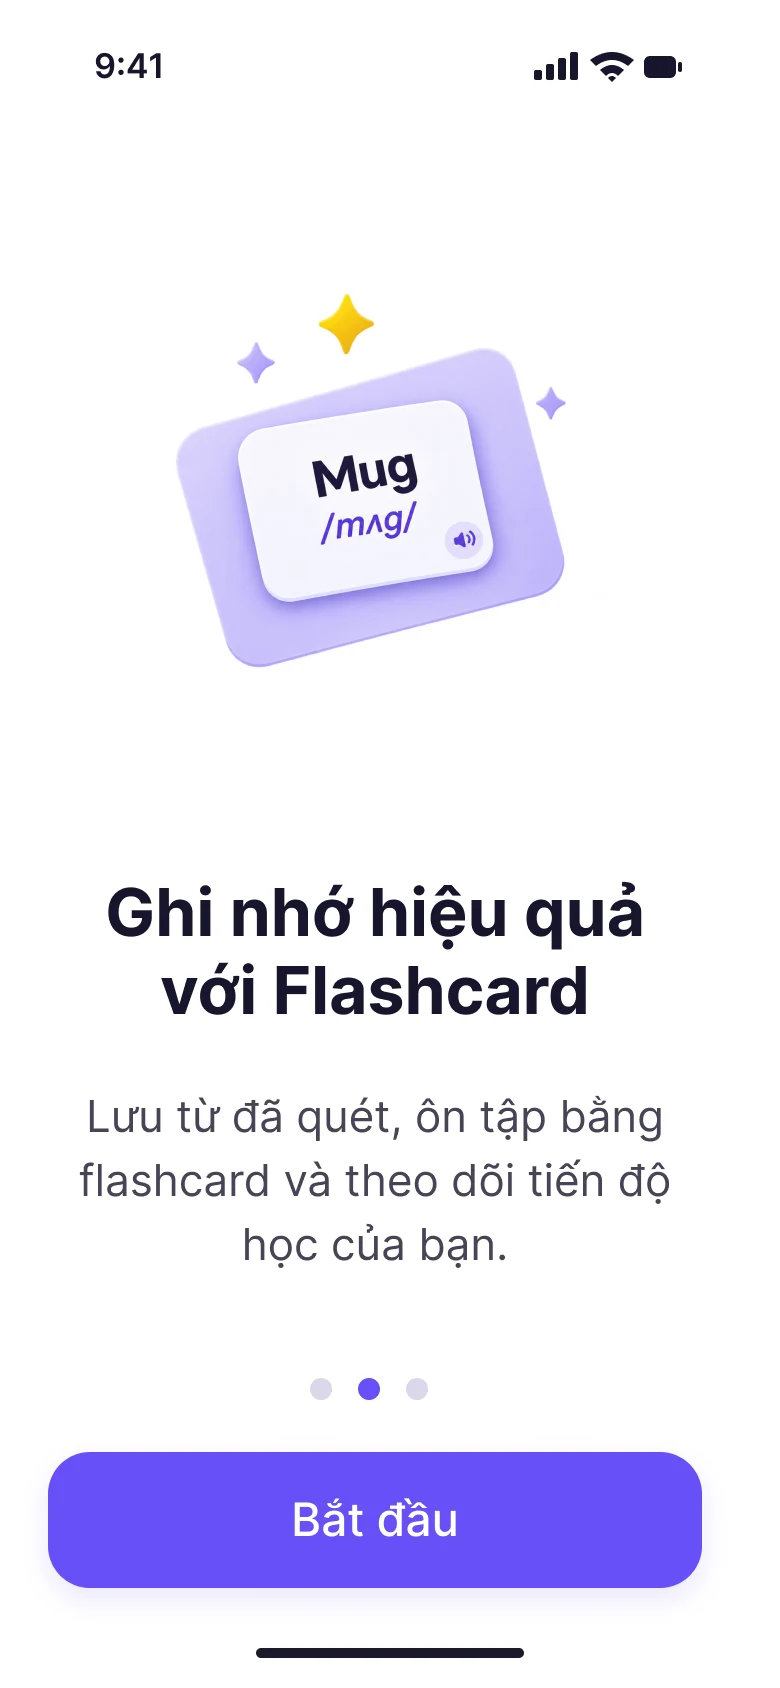 9:41
Mug
/mʌg/
Ghi nhớ hiệu quả
với Flashcard
Lưu từ đã quét, ôn tập bằng
flashcard và theo dõi tiến độ
học của bạn.
Bắt đầu